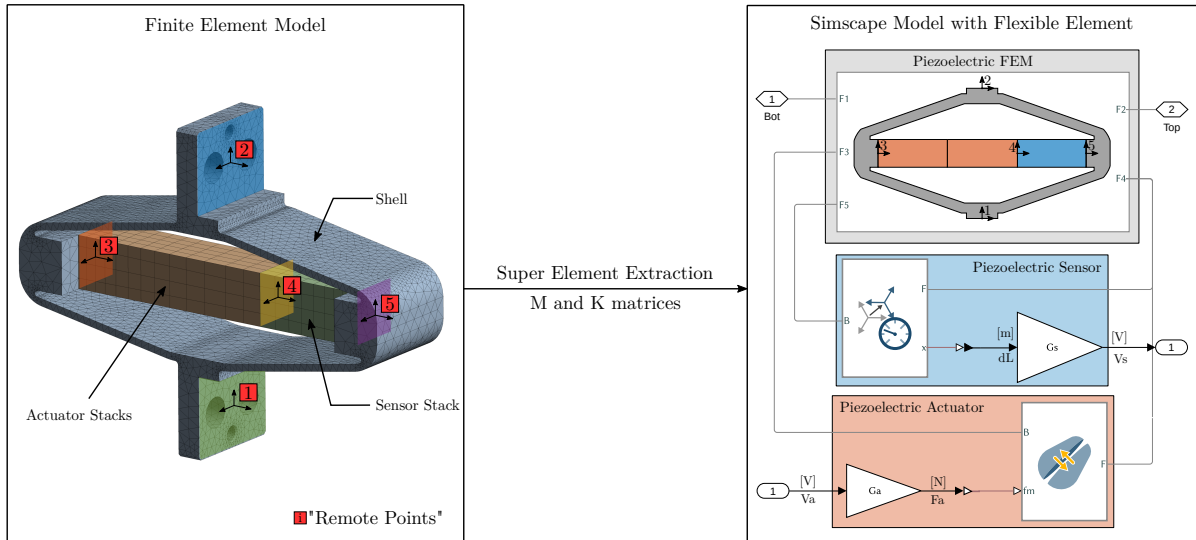 Finite Element Model
2
3
4
5
1
Shell
Actuator Stacks
Sensor Stack
i "Remote Points"
Super Element Extraction
M and K matrices
Simscape Model with Flexible Element
Piezoelectric FEM
1
Bot
F1
F3
F5
2
3
4
5
1
F2
F4
2
Top
Piezoelectric Sensor
B
F
x
[m]
dL
Gs
[V]
Vs
1
Piezoelectric Actuator
1
[V]
Va
Ga
[N]
Fa
B
fm
F